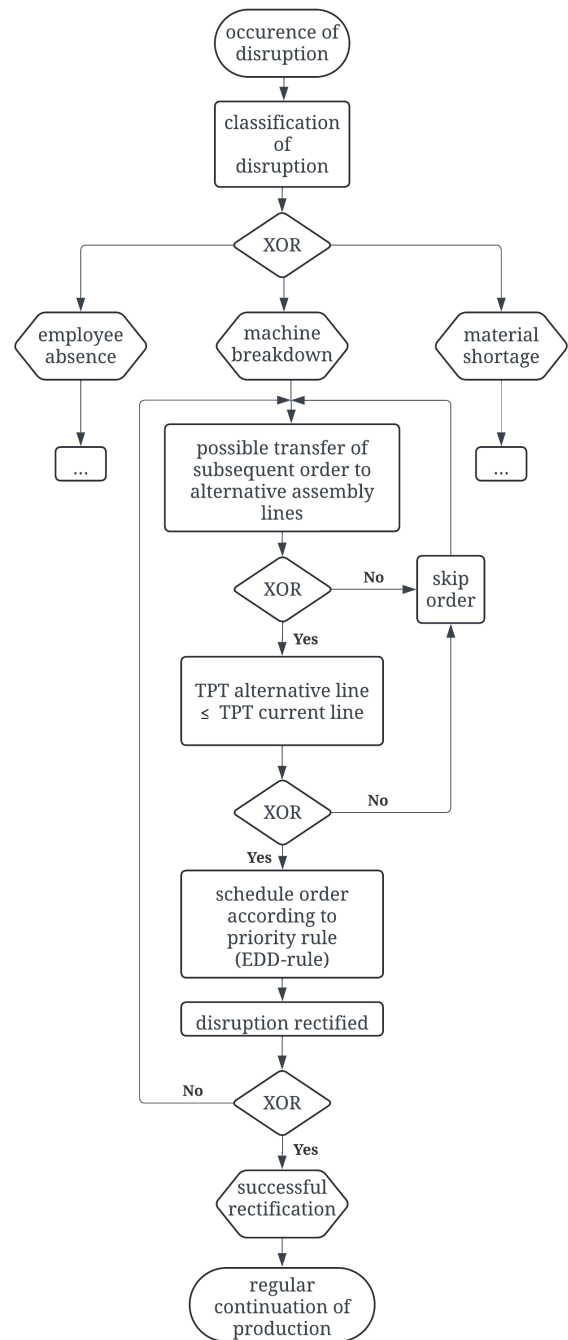 occurence of
disruption
classification
of
disruption
XOR
employee
absence
machine
breakdown
material
shortage
...
...
possible transfer of
subsequent order to
alternative assembly
lines
XOR
No
skip
order
Yes
TPT alternative line
≤ TPT current line
XOR
No
Yes
schedule order
according to
priority rule
(EDD-rule)
disruption rectified
XOR
No
Yes
successful
rectification
regular
continuation of
production